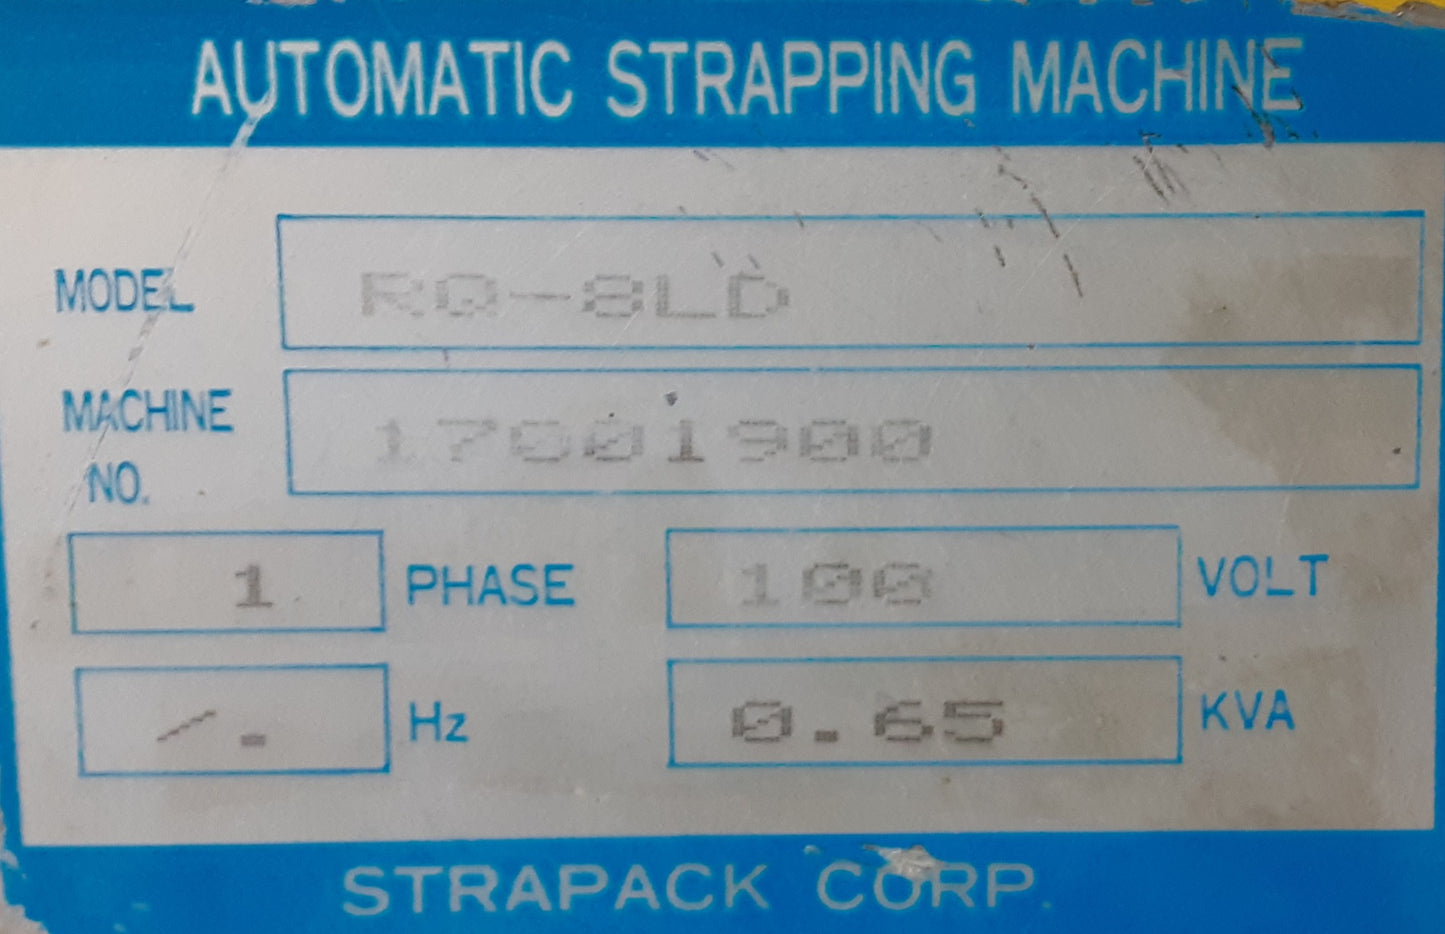 AUTOMATIC STRAPPING MACHINE
MODEL RQ-8LD
MACHINE NO. 17001900
1 PHASE 100 VOLT
/. Hz 0.65 KVA
STRAPACK CORP.